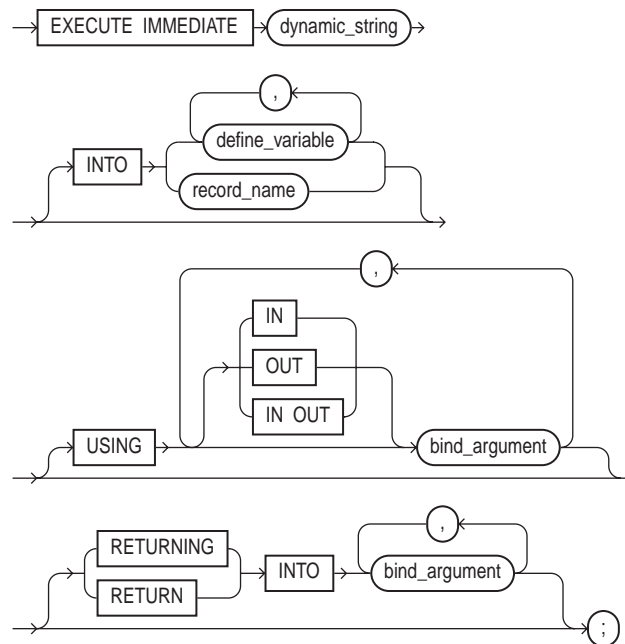 EXECUTE IMMEDIATE dynamic_string
,
define_variable
INTO
record_name
,
IN
OUT
IN OUT
USING bind_argument
,
RETURNING
INTO bind_argument
RETURN
;